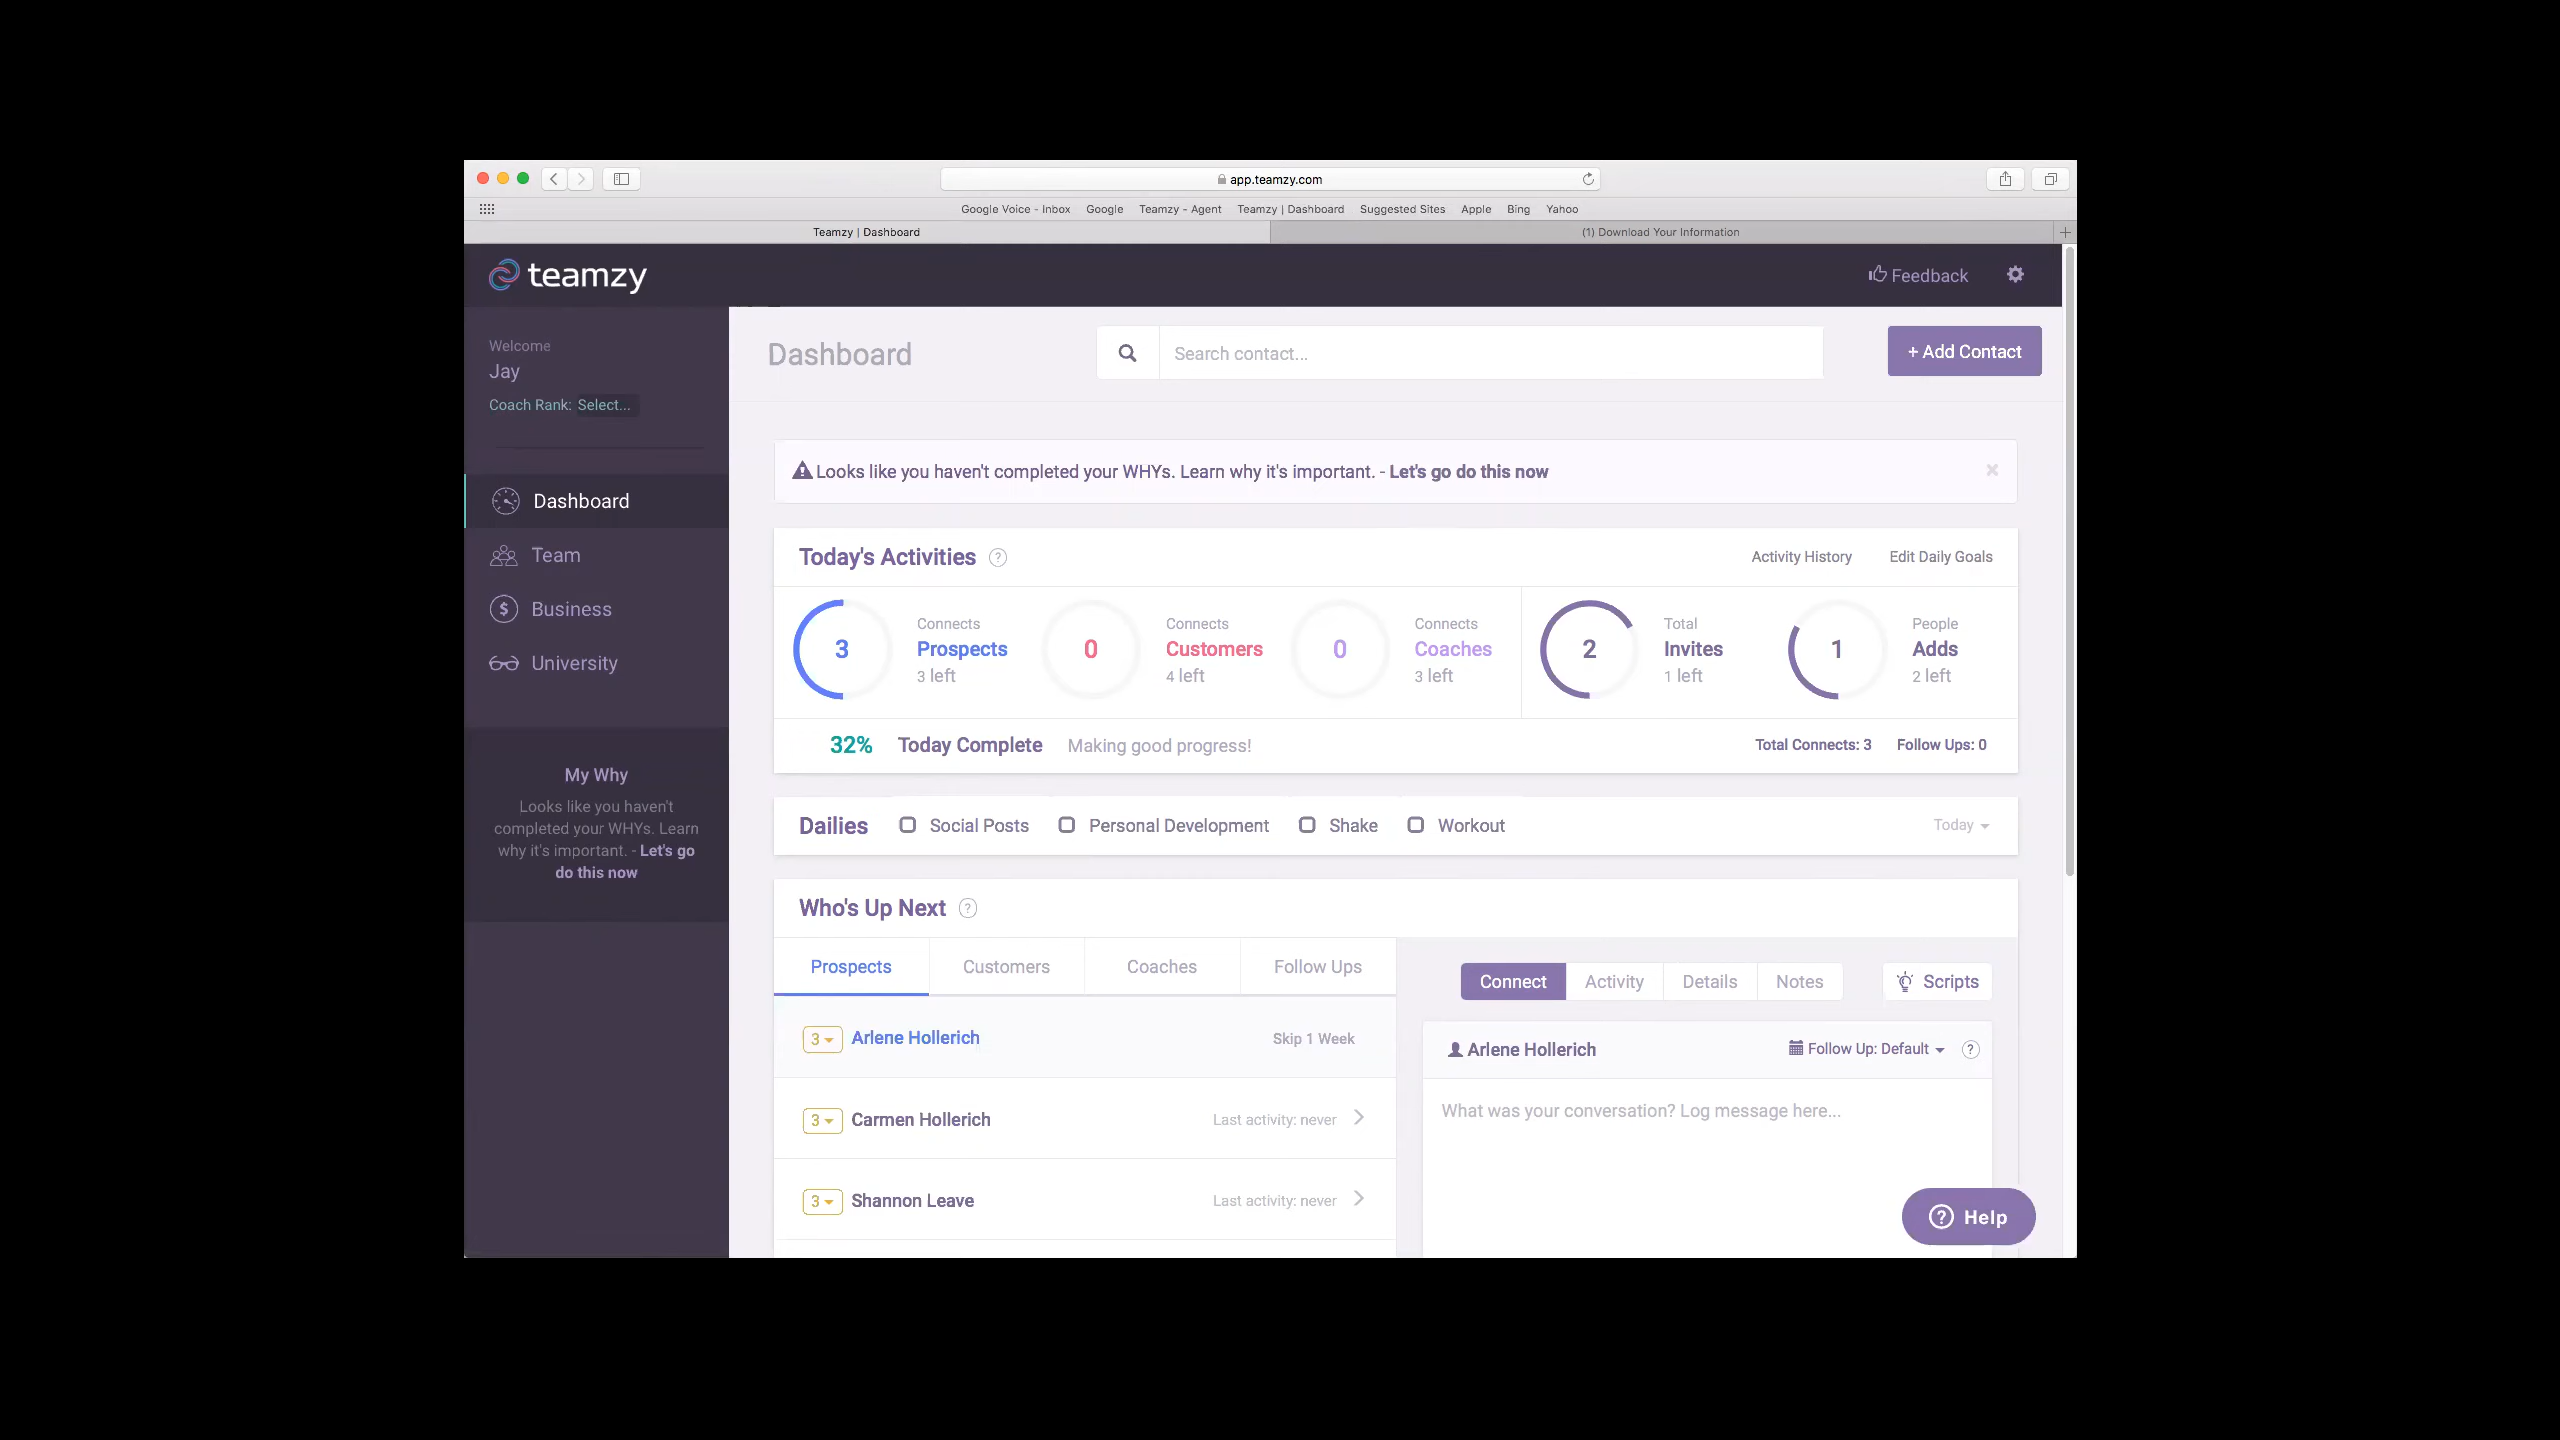 app.teamzy.com
Google Voice - Inbox Google Teamzy - Agent Teamzy | Dashboard Suggested Sites Apple Bing Yahoo
Teamzy | Dashboard (1) Download Your Information
teamzy Feedback
Welcome
Jay
Coach Rank: Select...
Dashboard
Team
Business
University
My Why
Looks like you haven't
completed your WHYs. Learn
why it's important. - Let's go
do this now
Dashboard Search contact... + Add Contact
Looks like you haven't completed your WHYs. Learn why it's important. - Let's go do this now ×
Today's Activities ? Activity History Edit Daily Goals
3 Connects Prospects 3 left
0 Connects Customers 4 left
0 Connects Coaches 3 left
2 Total Invites 1 left
1 People Adds 2 left
32% Today Complete Making good progress! Total Connects: 3 Follow Ups: 0
Dailies Social Posts Personal Development Shake Workout Today
Who's Up Next ?
Prospects Customers Coaches Follow Ups
3 Arlene Hollerich Skip 1 Week
3 Carmen Hollerich Last activity: never
3 Shannon Leave Last activity: never
Connect Activity Details Notes Scripts
Arlene Hollerich Follow Up: Default ?
What was your conversation? Log message here...
? Help